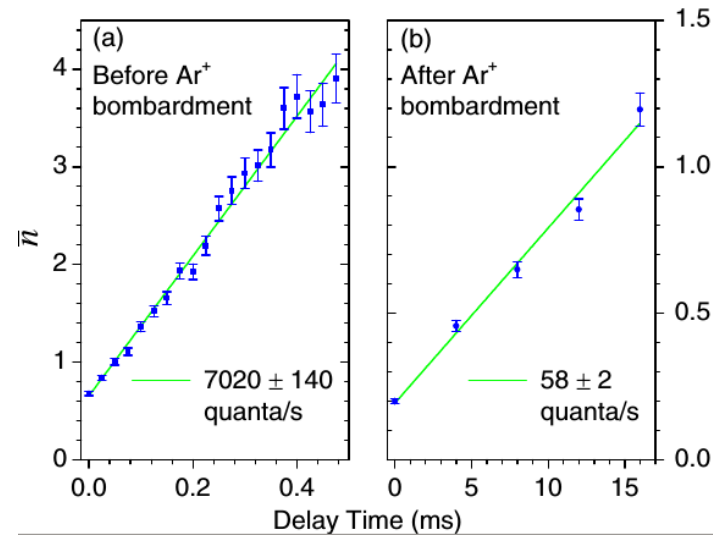 (a)
Before Ar⁺
bombardment
7020 ± 140
quanta/s
4
3
2
1
0
n̅
0.0 0.2 0.4
(b)
After Ar⁺
bombardment
58 ± 2
quanta/s
1.5
1.0
0.5
0.0
0 5 10 15
Delay Time (ms)